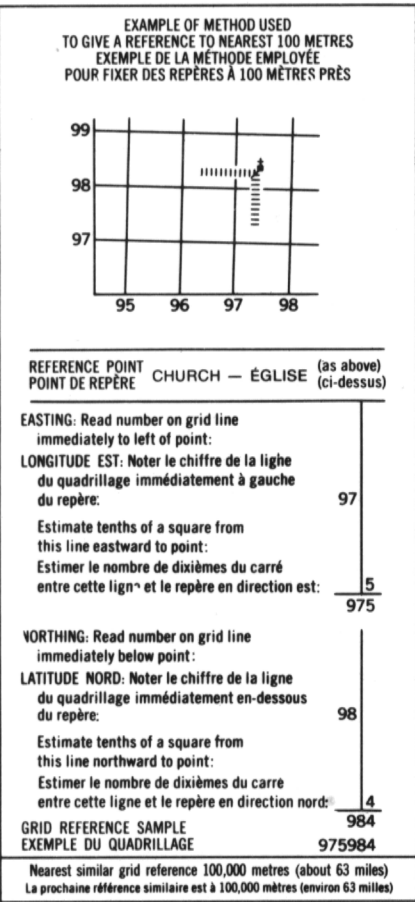 EXAMPLE OF METHOD USED
TO GIVE A REFERENCE TO NEAREST 100 METRES
EXEMPLE DE LA MÉTHODE EMPLOYÉE
POUR FIXER DES REPÈRES À 100 MÈTRES PRÈS
99
98
97
95 96 97 98
REFERENCE POINT CHURCH — ÉGLISE (as above)
POINT DE REPÈRE (ci-dessus)
EASTING: Read number on grid line
immediately to left of point:
LONGITUDE EST: Noter le chiffre de la lighe
du quadrillage immédiatement à gauche
du repère: 97
Estimate tenths of a square from
this line eastward to point:
Estimer le nombre de dixièmes du carré
entre cette lign et le repère en direction est: 5
975
NORTHING: Read number on grid line
immediately below point:
LATITUDE NORD: Noter le chiffre de la ligne
du quadrillage immédiatement en-dessous
du repère: 98
Estimate tenths of a square from
this line northward to point:
Estimer le nombre de dixièmes du carre
entre cette ligne et le repère en direction nord: 4
984
GRID REFERENCE SAMPLE
EXEMPLE DU QUADRILLAGE 975984
Nearest similar grid reference 100,000 metres (about 63 miles)
La prochaine référence similaire est à 100,000 mètres (environ 63 milles)